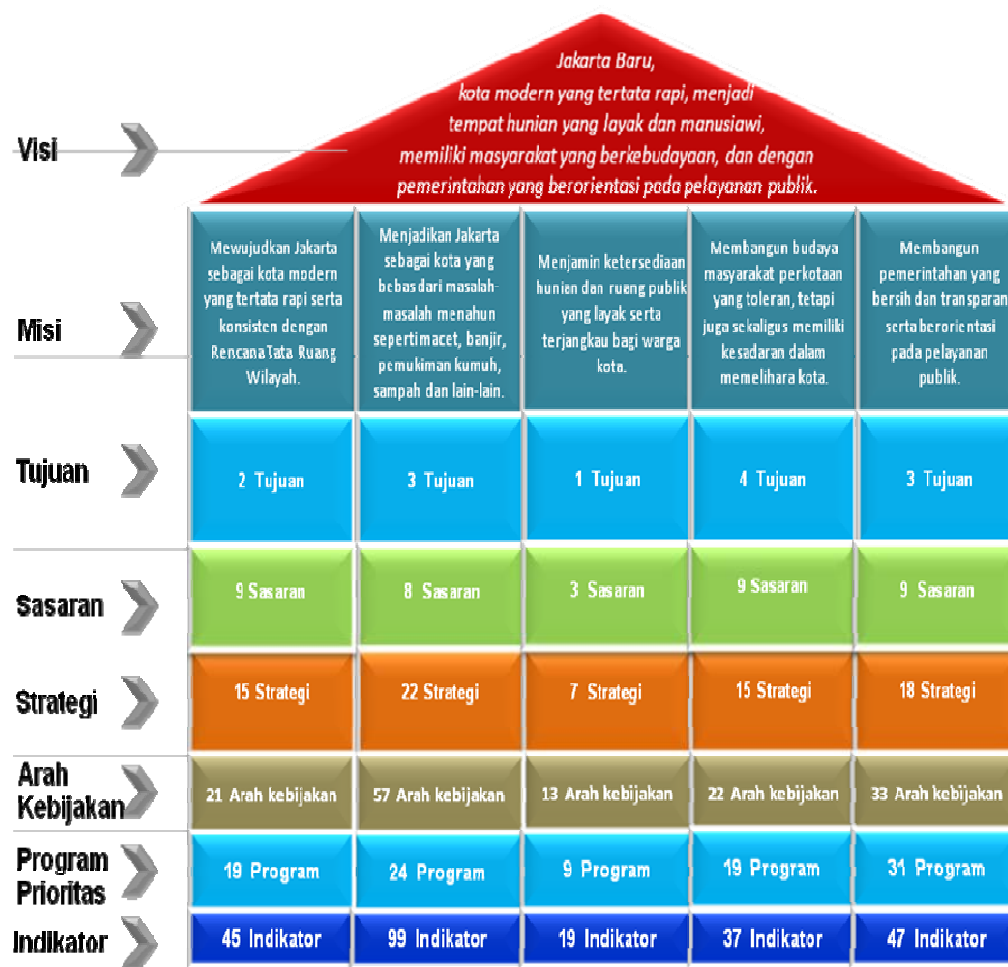 Jakarta Baru,
kota modern yang tertata rapi, menjadi
tempat hunian yang layak dan manusiawi,
memiliki masyarakat yang berkebudayaan, dan dengan
pemerintahan yang berorientasi pada pelayanan publik.
Visi
Misi
Mewujudkan Jakarta
sebagai kota modern
yang tertata rapi serta
konsisten dengan
Rencana Tata Ruang
Wilayah.
Menjadikan Jakarta
sebagai kota yang
bebas dari masalah-
masalah menahun
seperti macet, banjir,
pemukiman kumuh,
sampah dan lain-lain.
Menjamin ketersediaan
hunian dan ruang publik
yang layak serta
terjangkau bagi warga
kota.
Membangun budaya
masyarakat perkotaan
yang toleran, tetapi
juga sekaligus memiliki
kesadaran dalam
memelihara kota.
Membangun
pemerintahan yang
bersih dan transparan
serta berorientasi
pada pelayanan
publik.
Tujuan
2 Tujuan
3 Tujuan
1 Tujuan
4 Tujuan
3 Tujuan
Sasaran
9 Sasaran
8 Sasaran
3 Sasaran
9 Sasaran
9 Sasaran
Strategi
15 Strategi
22 Strategi
7 Strategi
15 Strategi
18 Strategi
Arah
Kebijakan
21 Arah kebijakan
57 Arah kebijakan
13 Arah kebijakan
22 Arah kebijakan
33 Arah kebijakan
Program
Prioritas
19 Program
24 Program
9 Program
19 Program
31 Program
Indikator
45 Indikator
99 Indikator
19 Indikator
37 Indikator
47 Indikator